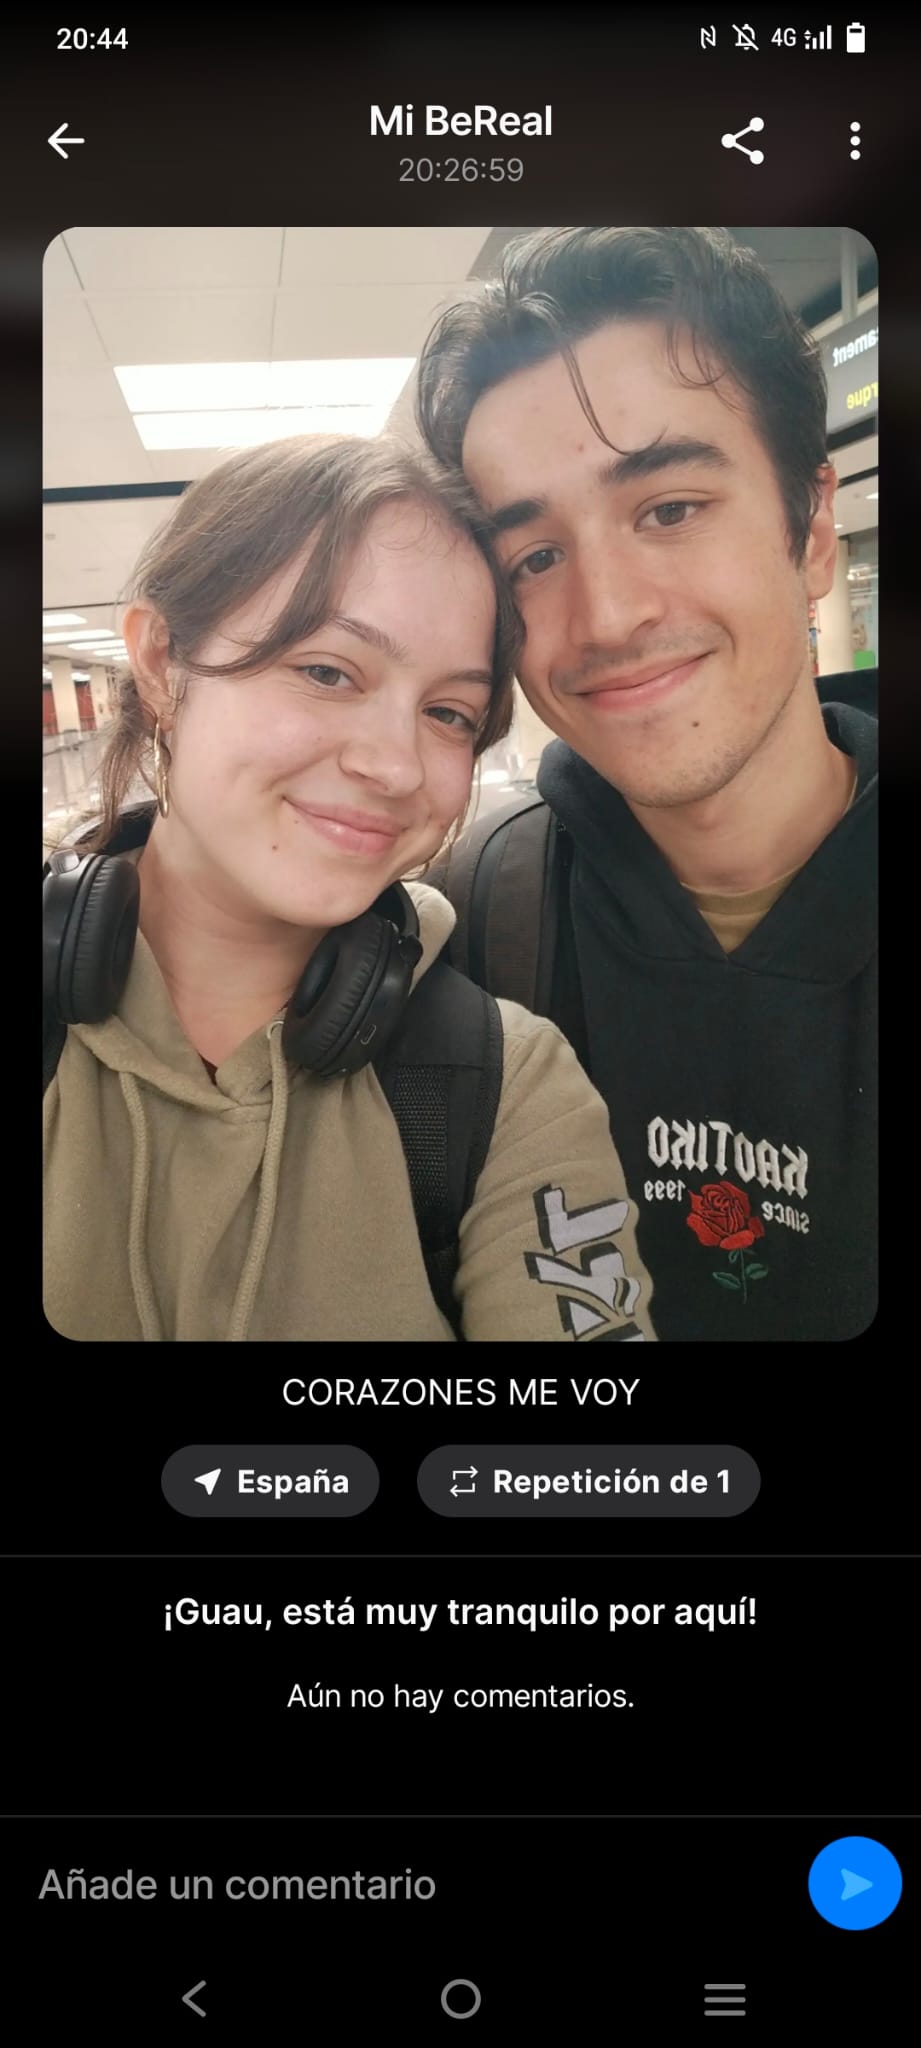 20:44
4G
Mi BeReal
20:26:59
KAOTIKO
since 1999
CORAZONES ME VOY
España
Repetición de 1
¡Guau, está muy tranquilo por aquí!
Aún no hay comentarios.
Añade un comentario